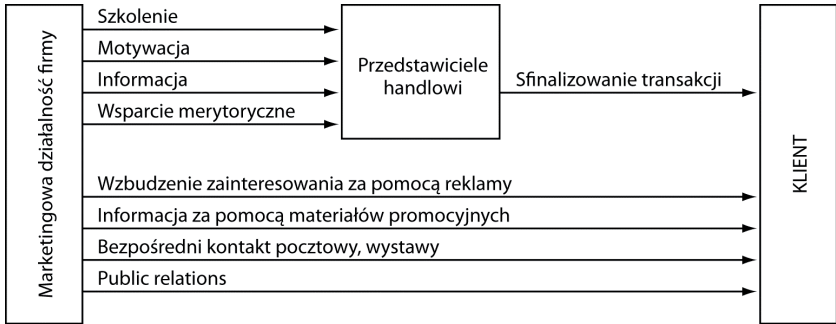 Marketingowa działalność firmy
Szkolenie
Motywacja
Informacja
Wsparcie merytoryczne
Przedstawiciele
handlowi
Sfinalizowanie transakcji
Wzbudzenie zainteresowania za pomocą reklamy
Informacja za pomocą materiałów promocyjnych
Bezpośredni kontakt pocztowy, wystawy
Public relations
KLIENT